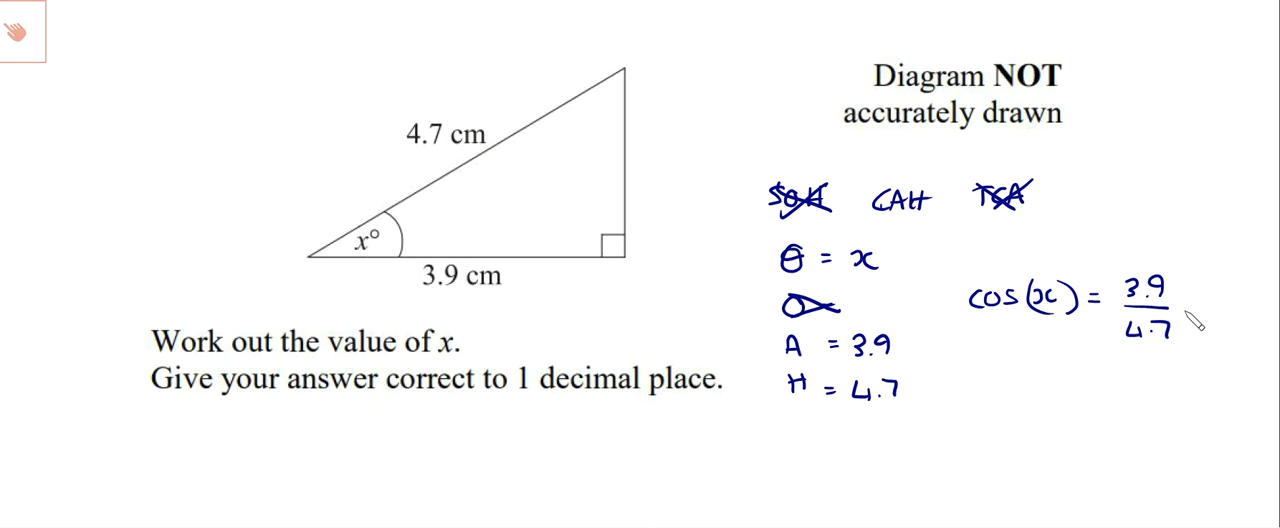 Diagram NOT
accurately drawn
4.7 cm
x°
3.9 cm
Work out the value of x.
Give your answer correct to 1 decimal place.
SOH CAH TOA
θ = x
O
A = 3.9
H = 4.7
cos(x) = 3.9/4.7